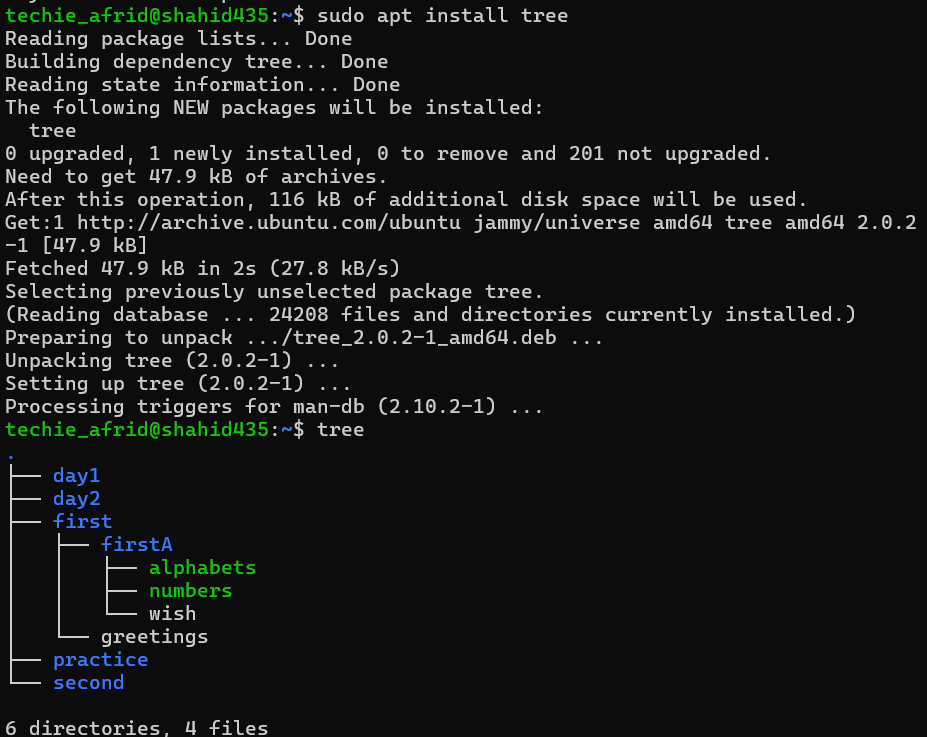 techie_afrid@shahid435:~$ sudo apt install tree
Reading package lists... Done
Building dependency tree... Done
Reading state information... Done
The following NEW packages will be installed:
  tree
0 upgraded, 1 newly installed, 0 to remove and 201 not upgraded.
Need to get 47.9 kB of archives.
After this operation, 116 kB of additional disk space will be used.
Get:1 http://archive.ubuntu.com/ubuntu jammy/universe amd64 tree amd64 2.0.2
-1 [47.9 kB]
Fetched 47.9 kB in 2s (27.8 kB/s)
Selecting previously unselected package tree.
(Reading database ... 24208 files and directories currently installed.)
Preparing to unpack .../tree_2.0.2-1_amd64.deb ...
Unpacking tree (2.0.2-1) ...
Setting up tree (2.0.2-1) ...
Processing triggers for man-db (2.10.2-1) ...
techie_afrid@shahid435:~$ tree
.
├── day1
├── day2
├── first
│   ├── firstA
│   │   ├── alphabets
│   │   ├── numbers
│   │   └── wish
│   └── greetings
├── practice
└── second
6 directories, 4 files